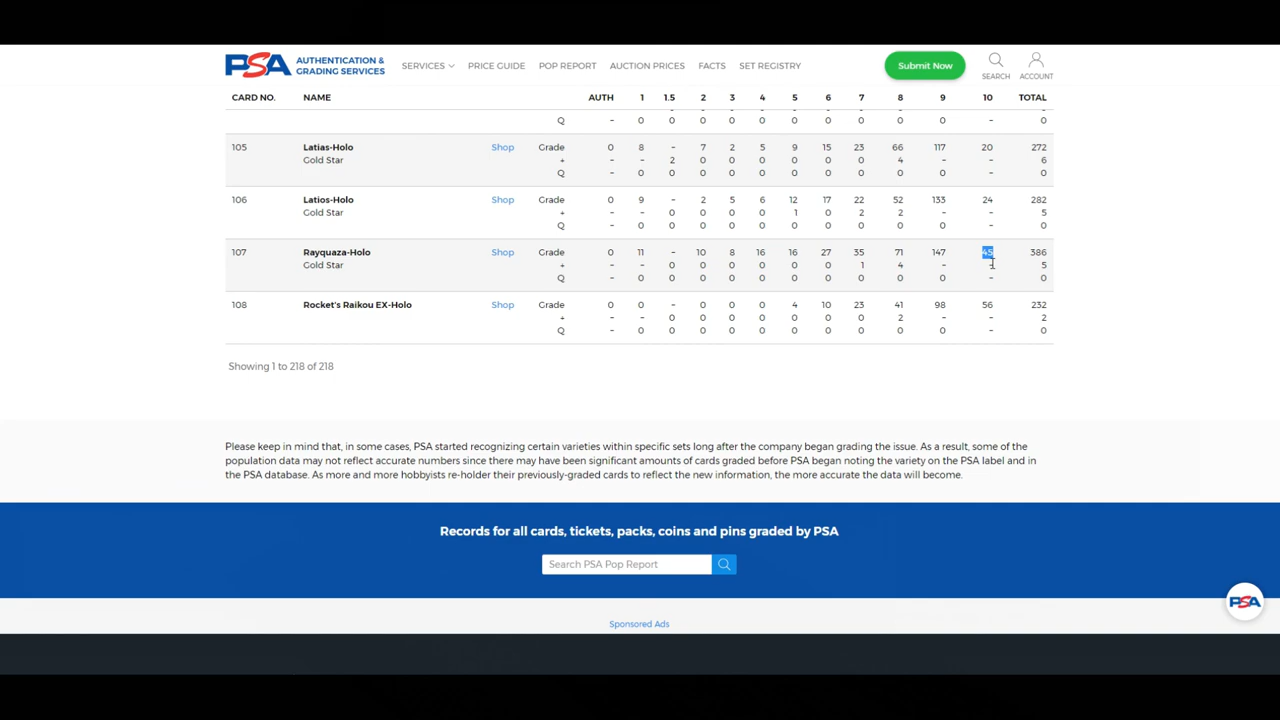 PSA AUTHENTICATION & GRADING SERVICES SERVICES PRICE GUIDE POP REPORT AUCTION PRICES FACTS SET REGISTRY Submit Now SEARCH ACCOUNT
CARD NO. NAME AUTH 1 1.5 2 3 4 5 6 7 8 9 10 TOTAL
Q - 0 0 0 0 0 0 0 0 0 0 - 0
105 Latias-Holo Shop Grade 0 8 - 7 2 5 9 15 23 66 117 20 272
Gold Star + - - 2 0 0 0 0 0 0 4 - - 6
Q - 0 0 0 0 0 0 0 0 0 0 - 0
106 Latios-Holo Shop Grade 0 9 - 2 5 6 12 17 22 52 133 24 282
Gold Star + - - 0 0 0 0 1 0 2 2 - - 5
Q - 0 0 0 0 0 0 0 0 0 0 - 0
107 Rayquaza-Holo Shop Grade 0 11 - 10 8 16 16 27 35 71 147 45 386
Gold Star + - - 0 0 0 0 0 0 1 4 - - 5
Q - 0 0 0 0 0 0 0 0 0 0 - 0
108 Rocket's Raikou EX-Holo Shop Grade 0 0 - 0 0 0 4 10 23 41 98 56 232
+ - - 0 0 0 0 0 0 0 2 - - 2
Q - 0 0 0 0 0 0 0 0 0 0 - 0
Showing 1 to 218 of 218
Please keep in mind that, in some cases, PSA started recognizing certain varieties within specific sets long after the company began grading the issue. As a result, some of the
population data may not reflect accurate numbers since there may have been significant amounts of cards graded before PSA began noting the variety on the PSA label and in
the PSA database. As more and more hobbyists re-holder their previously-graded cards to reflect the new information, the more accurate the data will become.
Records for all cards, tickets, packs, coins and pins graded by PSA
Search PSA Pop Report
PSA
Sponsored Ads